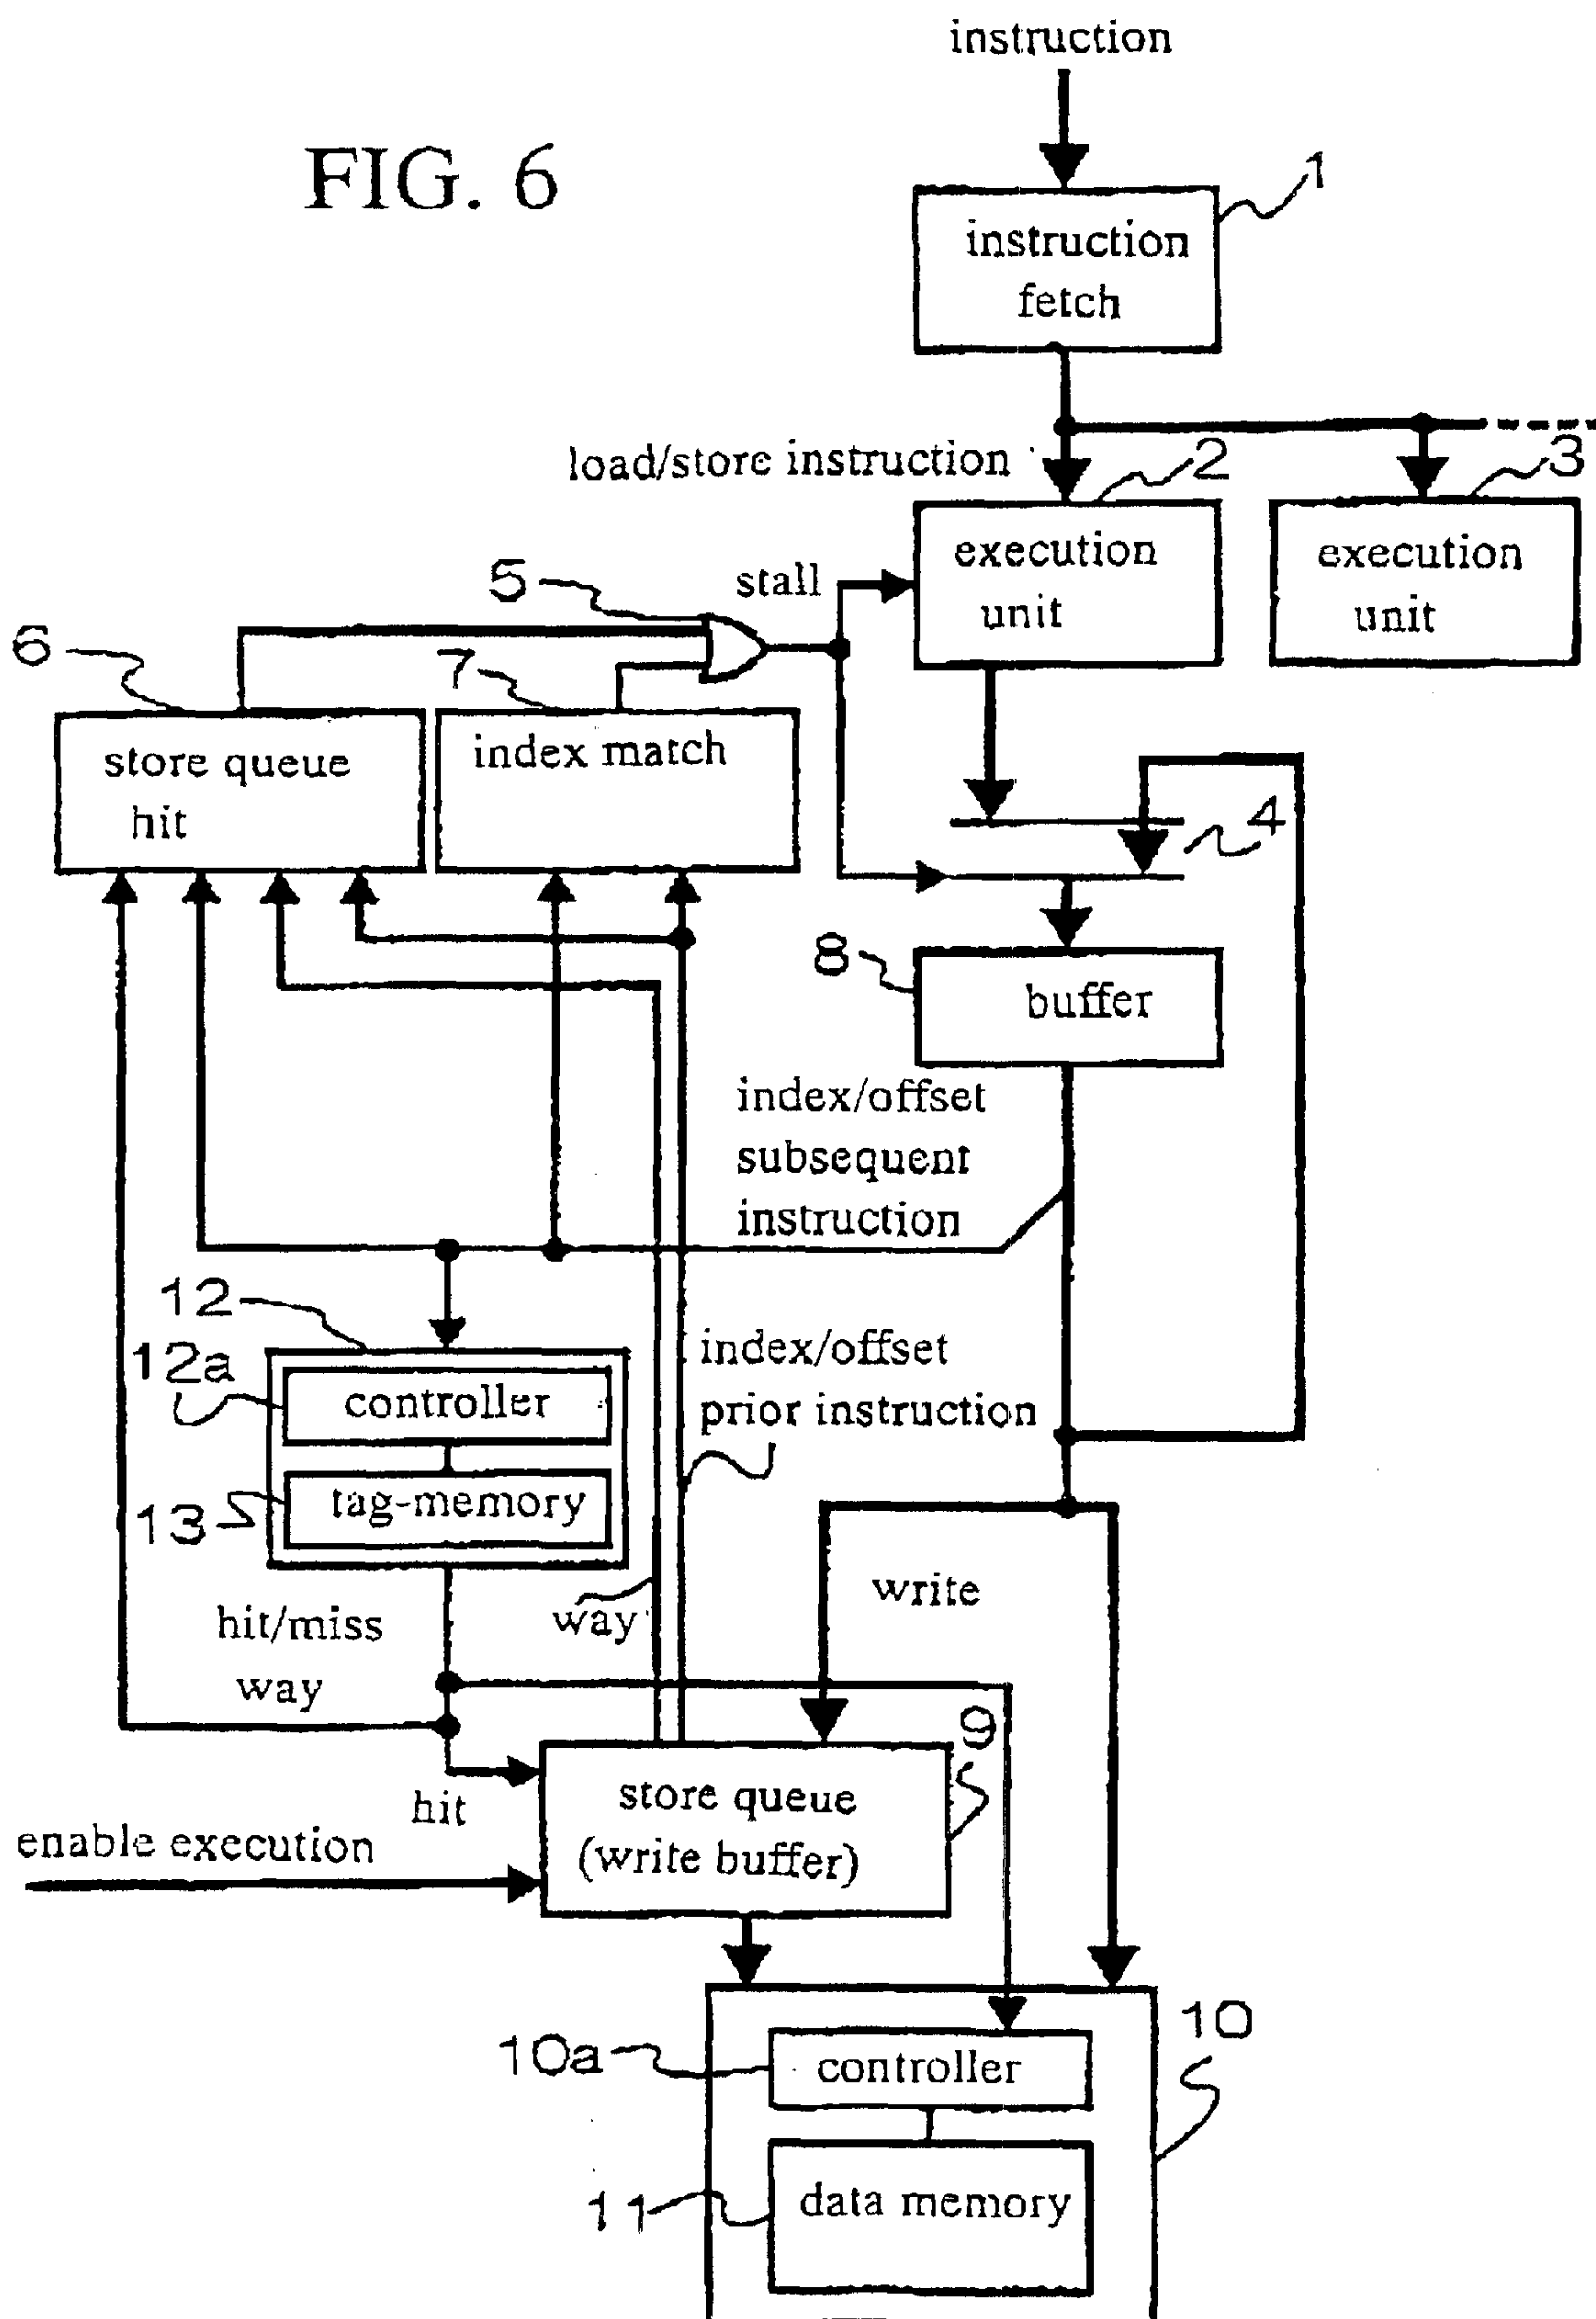 instruction
FIG. 6
1
instruction
fetch
load/store instruction
2
3
execution
unit
execution
unit
5
stall
6
7
store queue
hit
index match
4
8
buffer
index/offset
subsequent
instruction
12
12a
controller
index/offset
prior instruction
13
tag-memory
write
hit/miss
way
way
9
hit
store queue
(write buffer)
enable execution
10
10a
controller
11
data memory